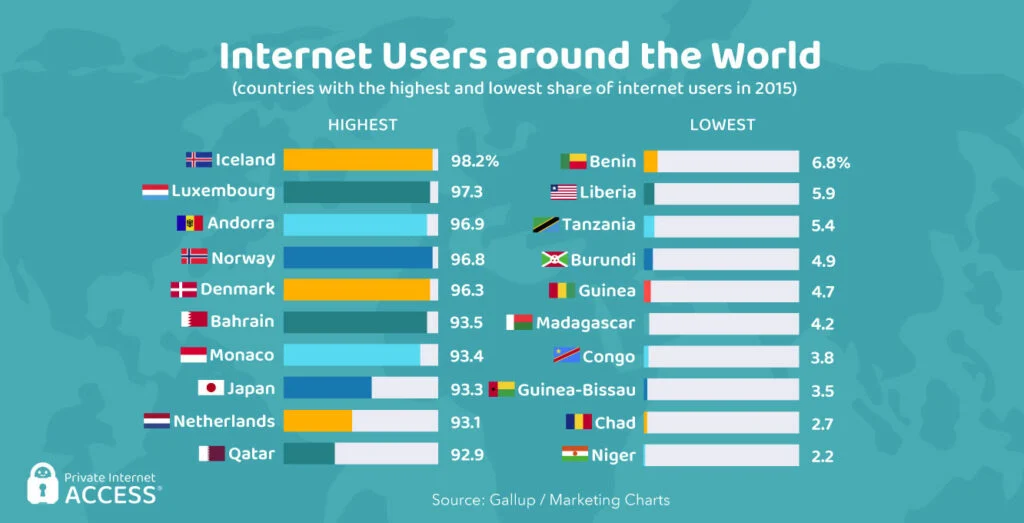 Internet Users around the World
(countries with the highest and lowest share of internet users in 2015)
HIGHEST
Iceland 98.2%
Luxembourg 97.3
Andorra 96.9
Norway 96.8
Denmark 96.3
Bahrain 93.5
Monaco 93.4
Japan 93.3
Netherlands 93.1
Qatar 92.9
LOWEST
Benin 6.8%
Liberia 5.9
Tanzania 5.4
Burundi 4.9
Guinea 4.7
Madagascar 4.2
Congo 3.8
Guinea-Bissau 3.5
Chad 2.7
Niger 2.2
Private Internet
ACCESS®
Source: Gallup / Marketing Charts